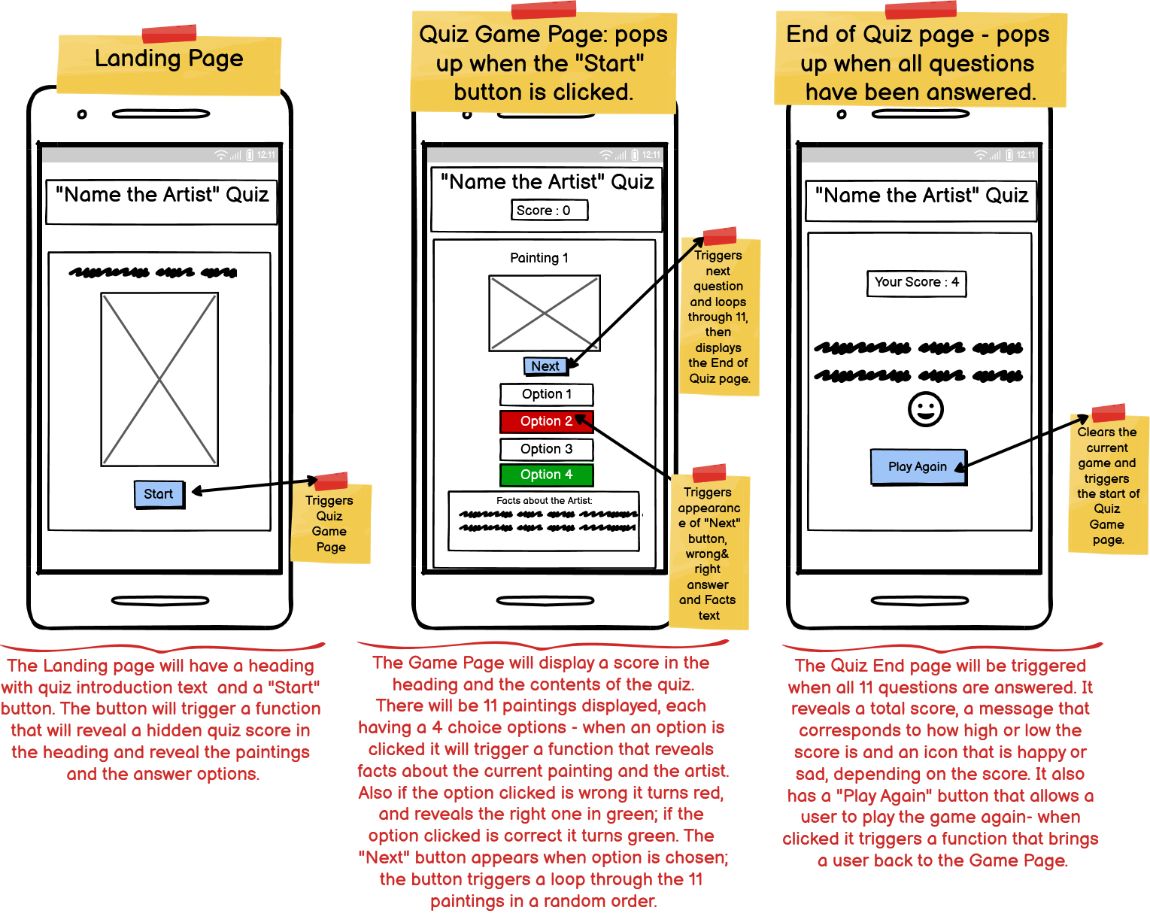 Landing Page
12:11
"Name the Artist" Quiz
Start
Triggers
Quiz
Game
Page
The Landing page will have a heading
with quiz introduction text and a "Start"
button. The button will trigger a function
that will reveal a hidden quiz score in
the heading and reveal the paintings
and the answer options.
Quiz Game Page: pops
up when the "Start"
button is clicked.
12:11
"Name the Artist" Quiz
Score : 0
Painting 1
Next
Option 1
Option 2
Option 3
Option 4
Facts about the Artist:
Triggers
next
question
and loops
through 11,
then
displays
the End of
Quiz page.
Triggers
appearanc
e of "Next"
button,
wrong&
right
answer
and Facts
text
The Game Page will display a score in the
heading and the contents of the quiz.
There will be 11 paintings displayed, each
having a 4 choice options - when an option is
clicked it will trigger a function that reveals
facts about the current painting and the artist.
Also if the option clicked is wrong it turns red,
and reveals the right one in green; if the
option clicked is correct it turns green. The
"Next" button appears when option is chosen;
the button triggers a loop through the 11
paintings in a random order.
End of Quiz page - pops
up when all questions
have been answered.
12:11
"Name the Artist" Quiz
Your Score : 4
Play Again
Clears the
current
game and
triggers
the start of
Quiz
Game
page.
The Quiz End page will be triggered
when all 11 questions are answered. It
reveals a total score, a message that
corresponds to how high or low the
score is and an icon that is happy or
sad, depending on the score. It also
has a "Play Again" button that allows a
user to play the game again- when
clicked it triggers a function that brings
a user back to the Game Page.